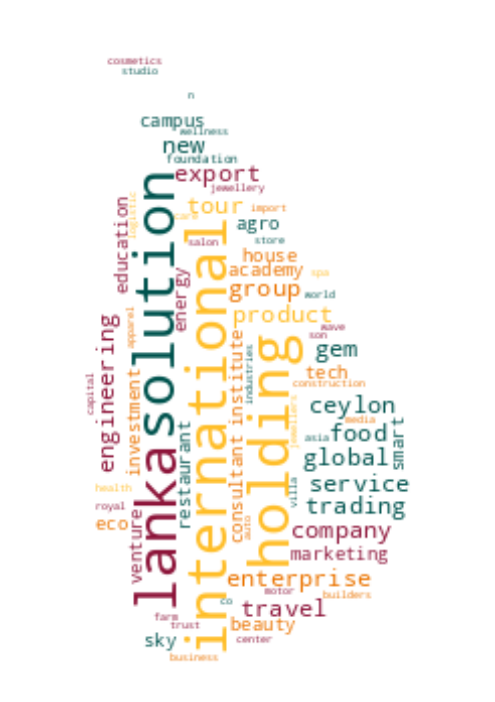 cosmetics
studio
n
campus
wellness
new
foundation
export
jewellery
solution
education
logistic
tour
import
care
agro
salon
store
international
house
academy
spa
energy
group
world
product
apparel
wave
son
engineering
holding
gem
institute
industries
tech
construction
capital
investment
lanka
ceylon
jewellers
media
food
asia
smart
restaurant
consultant
global
health
villa
service
royal
trading
eco
venture
auto
company
marketing
enterprise
motor
builders
co
travel
farm
trust
beauty
sky
center
business